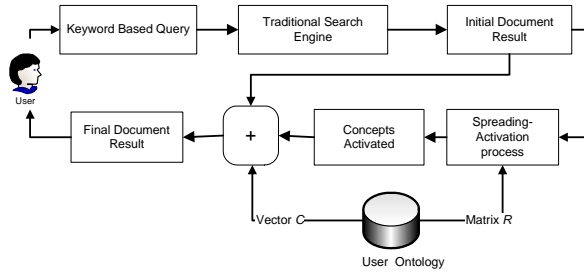 Keyword Based Query
Traditional Search
Engine
Initial Document
Result
User
Final Document
Result
+
Concepts
Activated
Spreading-
Activation
process
Vector C
Matrix R
User Ontology